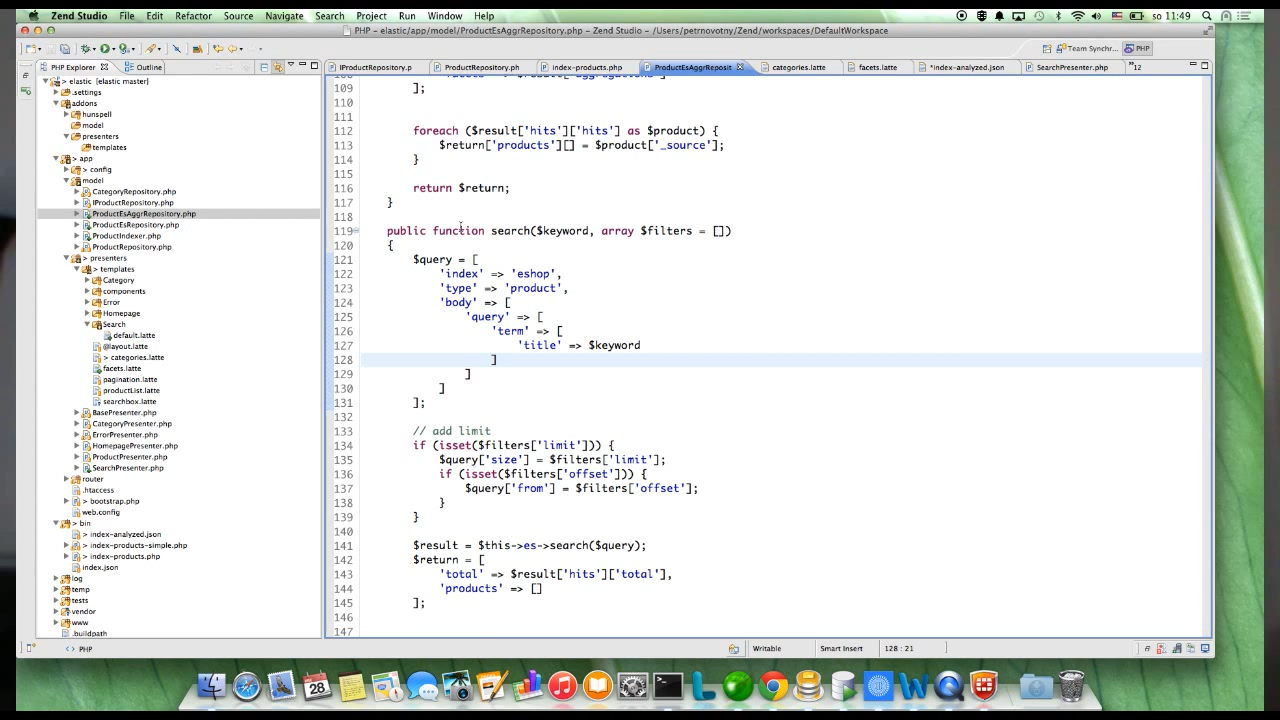 Zend Studio File Edit Refactor Source Navigate Search Project Run Window Help so 11:49
PHP - elastic/app/model/ProductEsAggrRepository.php - Zend Studio - /Users/petrnovotny/Zend/workspaces/DefaultWorkspace
Team Synchr... PHP
PHP Explorer Outline
IProductRepository.p ProductRepository.ph index-products.php ProductEsAggrReposit categories.latte facets.latte *index-analyzed.json SearchPresenter.php »12
> elastic [elastic master]
.settings
addons
hunspell
model
presenters
templates
> app
> config
model
CategoryRepository.php
IProductRepository.php
ProductEsAggrRepository.php
ProductEsRepository.php
ProductIndexer.php
ProductRepository.php
> presenters
> templates
Category
components
Error
Homepage
Search
default.latte
@layout.latte
> categories.latte
facets.latte
pagination.latte
productList.latte
searchbox.latte
BasePresenter.php
CategoryPresenter.php
ErrorPresenter.php
HomepagePresenter.php
ProductPresenter.php
SearchPresenter.php
router
.htaccess
> bootstrap.php
web.config
> bin
> index-analyzed.json
> index-products-simple.php
> index-products.php
index.json
log
temp
tests
vendor
www
.buildpath
109 ];
110
111
112 foreach ($result['hits']['hits'] as $product) {
113 $return['products'][] = $product['_source'];
114 }
115
116 return $return;
117 }
118
119 public function search($keyword, array $filters = [])
120 {
121 $query = [
122 'index' => 'eshop',
123 'type' => 'product',
124 'body' => [
125 'query' => [
126 'term' => [
127 'title' => $keyword
128 ]
129 ]
130 ]
131 ];
132
133 // add limit
134 if (isset($filters['limit'])) {
135 $query['size'] = $filters['limit'];
136 if (isset($filters['offset'])) {
137 $query['from'] = $filters['offset'];
138 }
139 }
140
141 $result = $this->es->search($query);
142 $return = [
143 'total' => $result['hits']['total'],
144 'products' => []
145 ];
146
147
<> PHP Writable Smart Insert 128 : 21
28